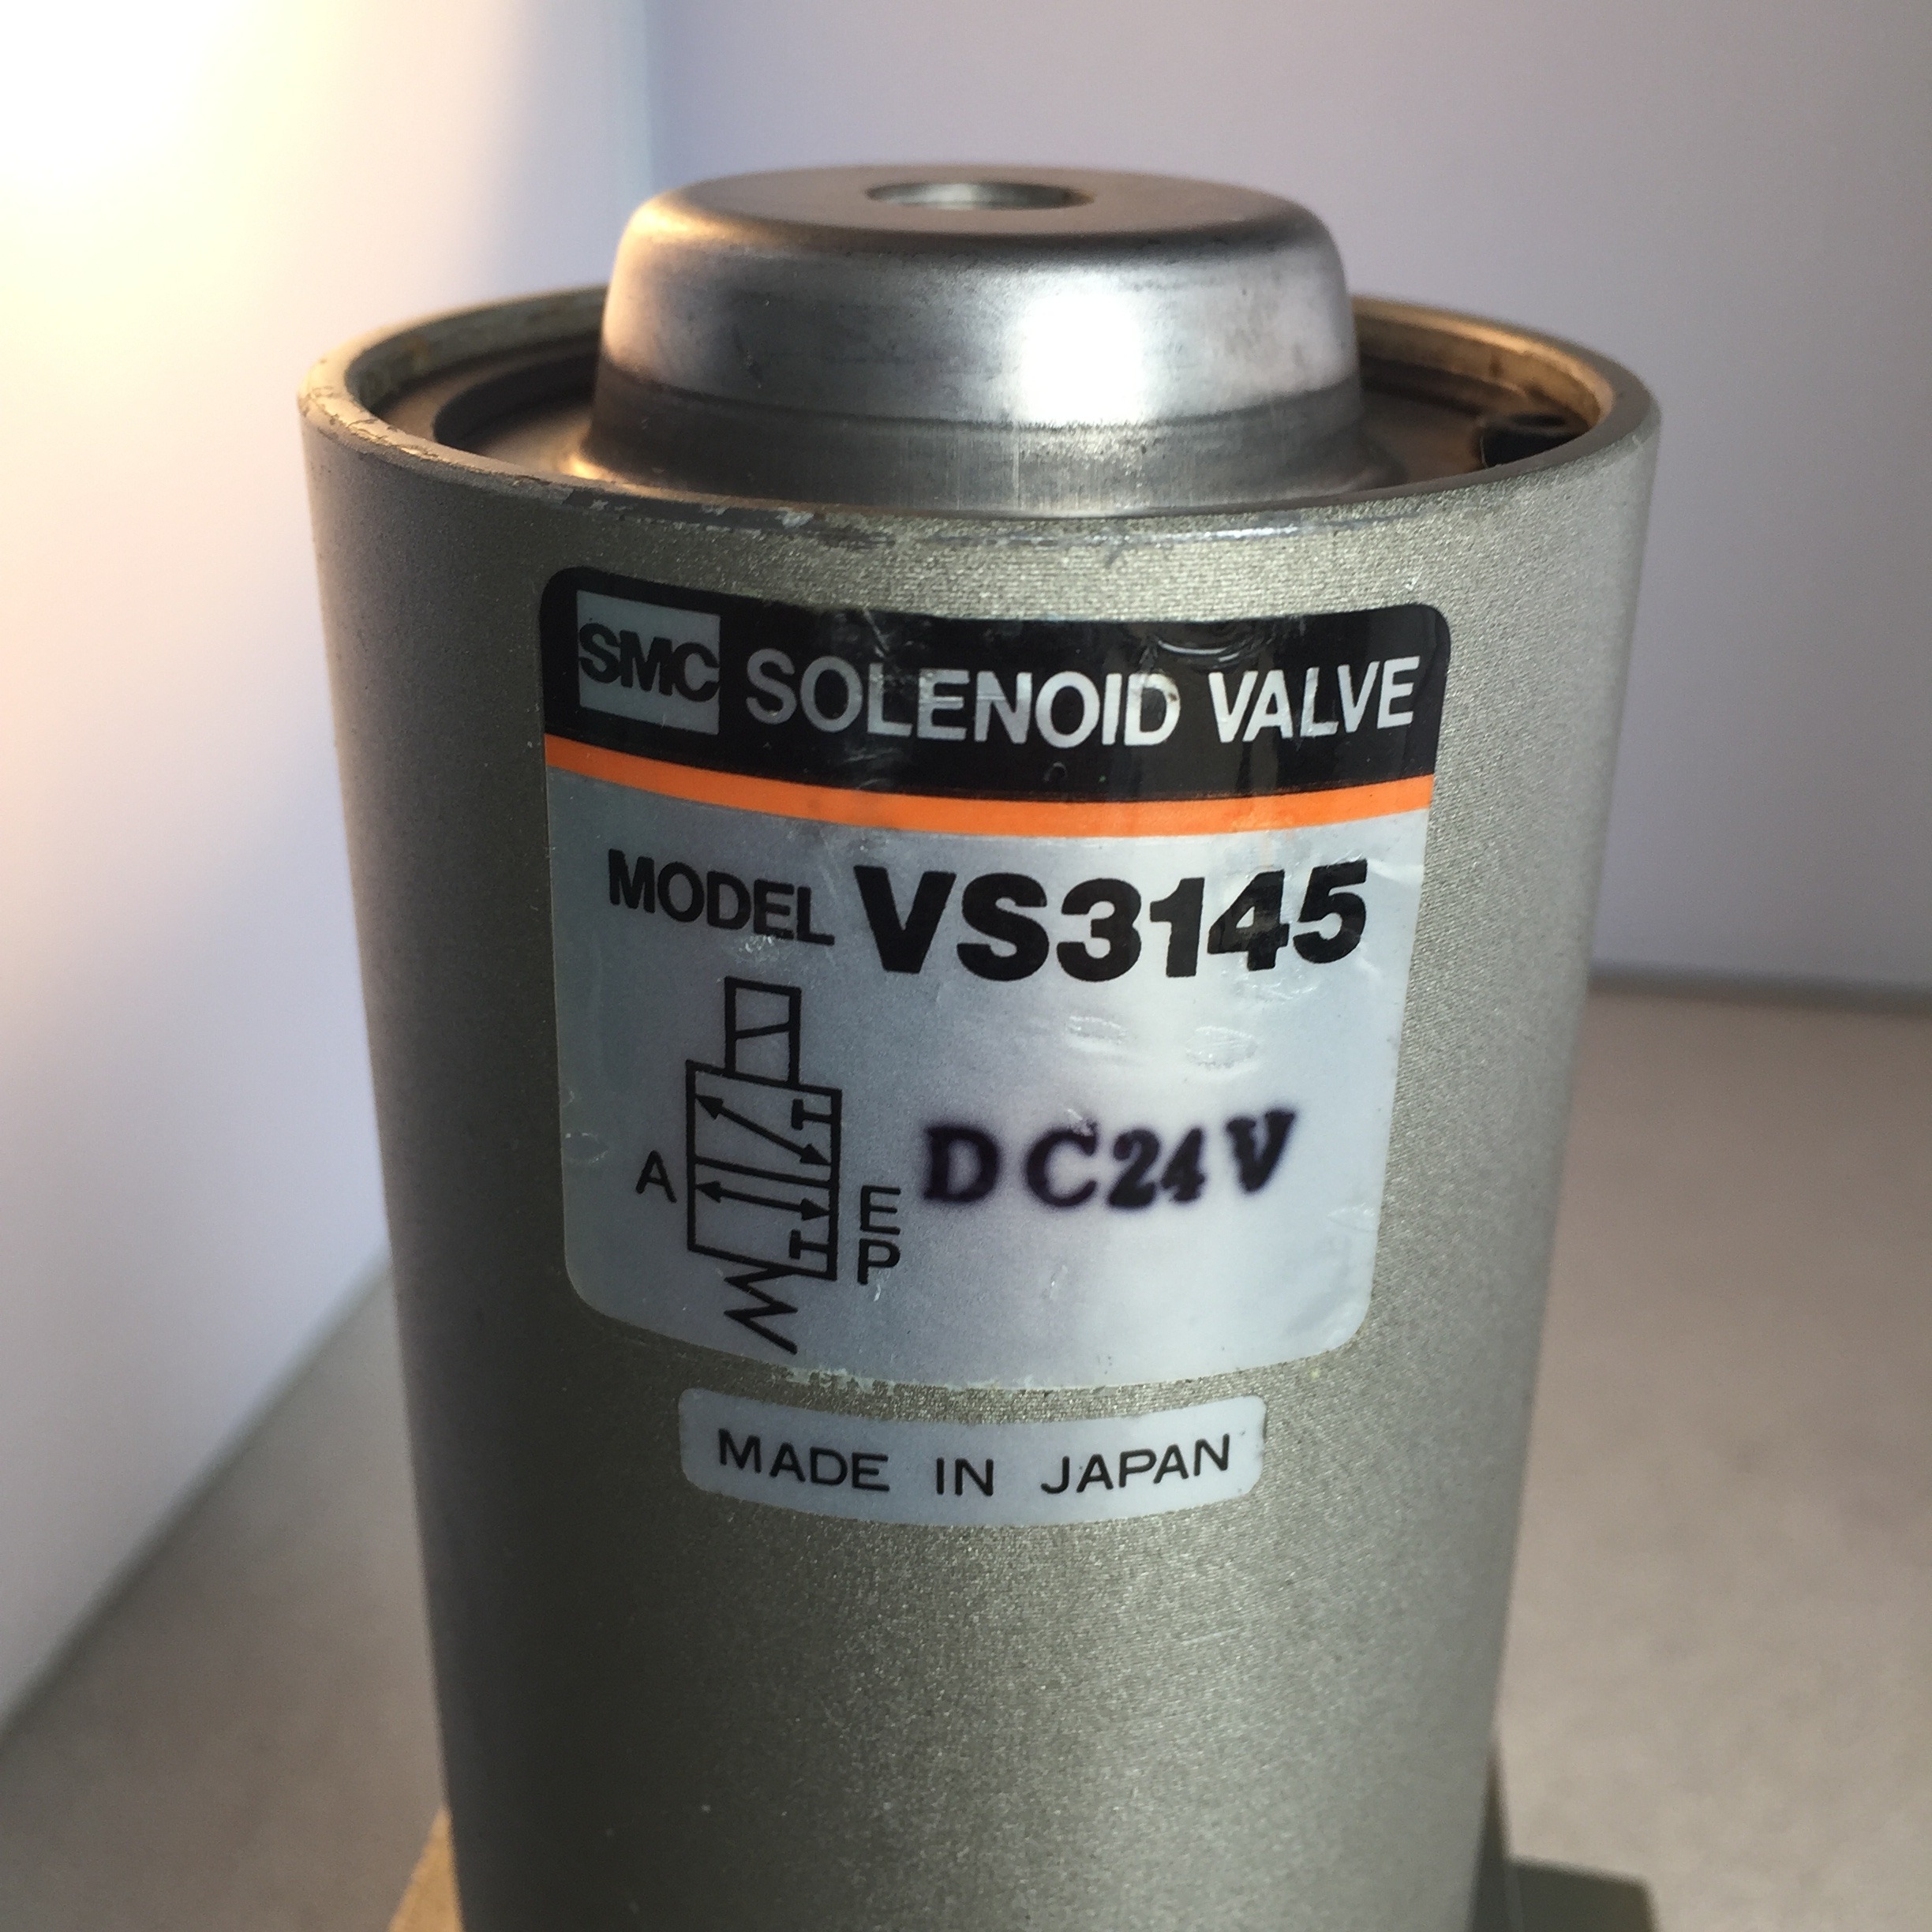 SMC SOLENOID VALVE
MODEL VS3145
DC24V
A
E
P
MADE IN JAPAN